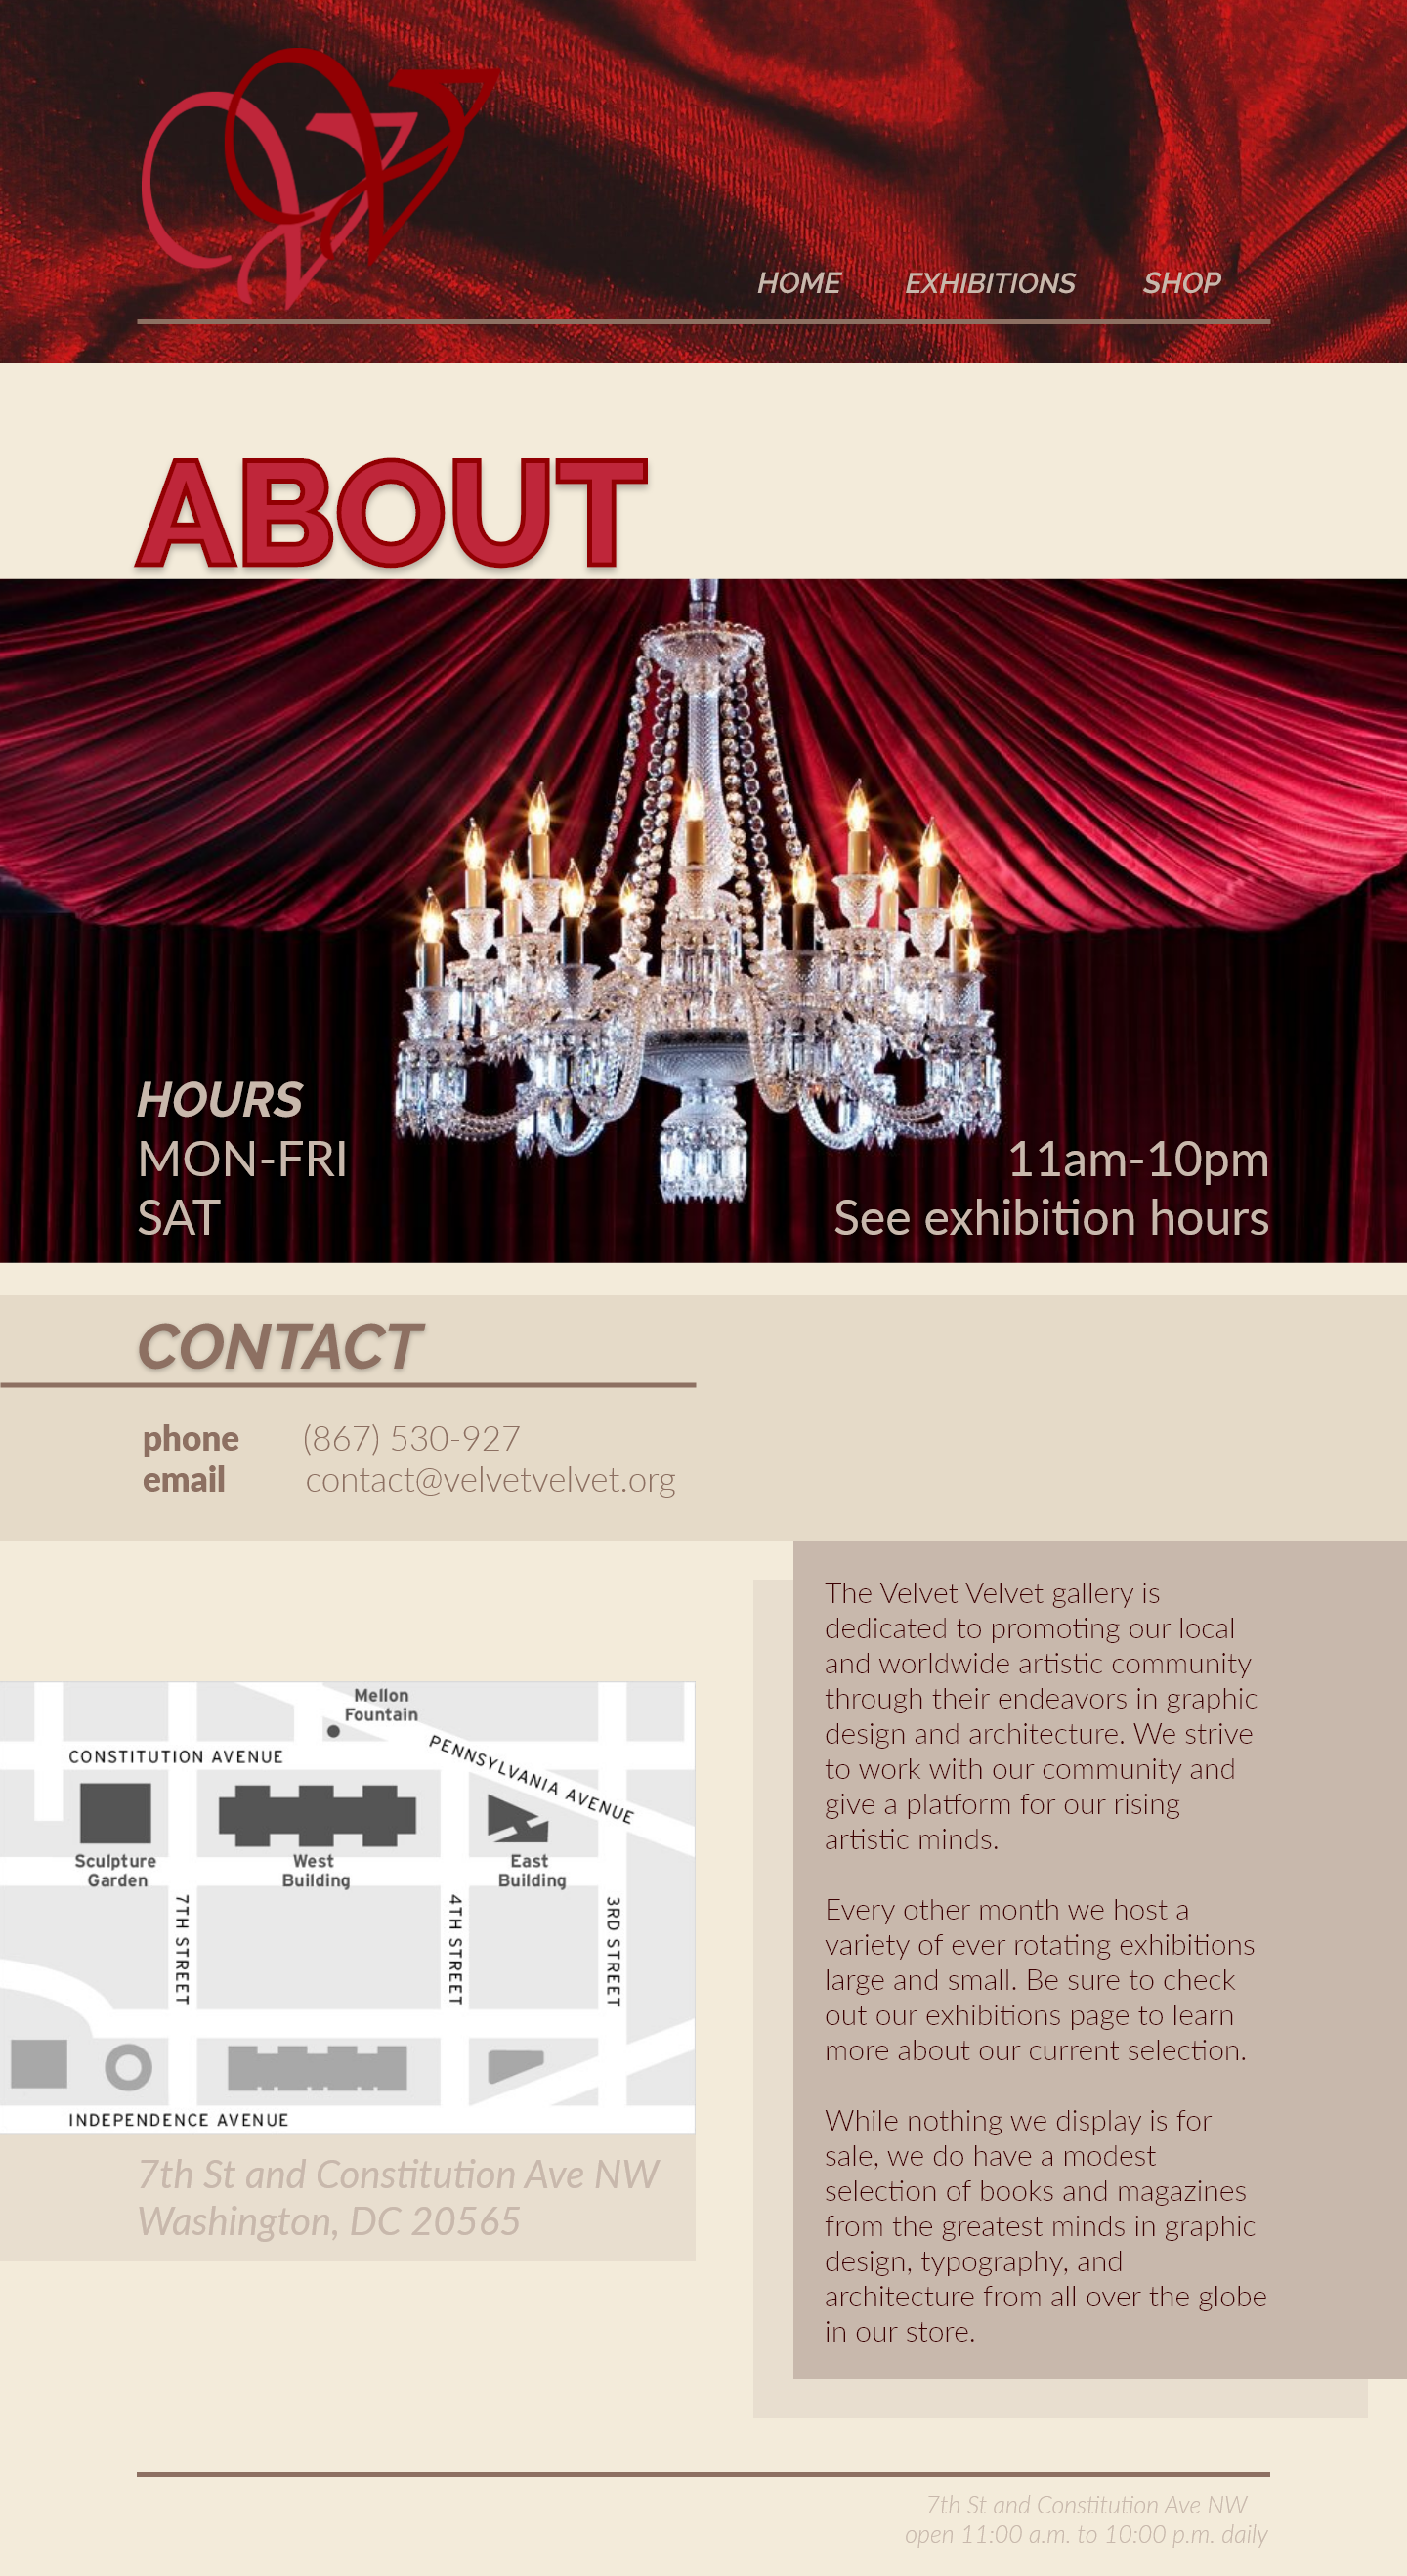 VV
HOME EXHIBITIONS SHOP
ABOUT
HOURS
MON-FRI 11am-10pm
SAT See exhibition hours
CONTACT
phone (867) 530-927
email contact@velvetvelvet.org
Mellon
Fountain
CONSTITUTION AVENUE
PENNSYLVANIA AVENUE
Sculpture
Garden
West
Building
East
Building
7TH STREET
4TH STREET
3RD STREET
INDEPENDENCE AVENUE
7th St and Constitution Ave NW
Washington, DC 20565
The Velvet Velvet gallery is
dedicated to promoting our local
and worldwide artistic community
through their endeavors in graphic
design and architecture. We strive
to work with our community and
give a platform for our rising
artistic minds.
Every other month we host a
variety of ever rotating exhibitions
large and small. Be sure to check
out our exhibitions page to learn
more about our current selection.
While nothing we display is for
sale, we do have a modest
selection of books and magazines
from the greatest minds in graphic
design, typography, and
architecture from all over the globe
in our store.
7th St and Constitution Ave NW
open 11:00 a.m. to 10:00 p.m. daily